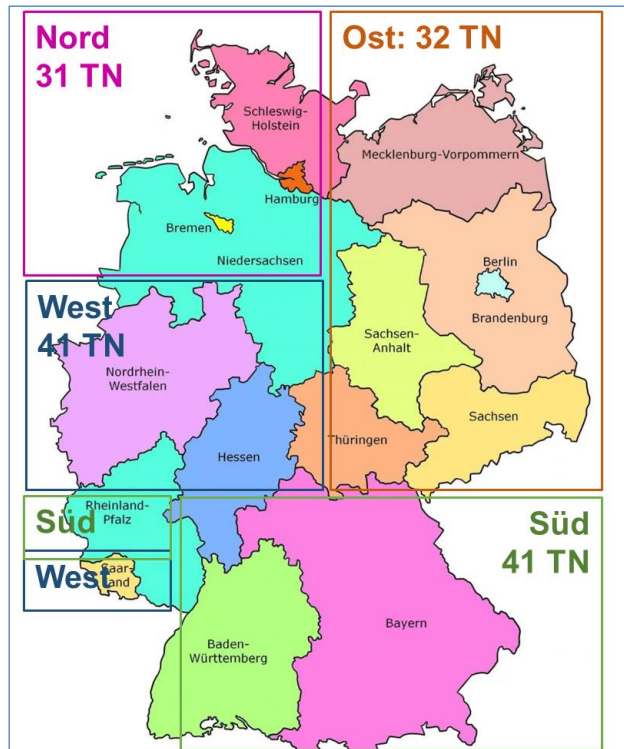 Nord
31 TN
Ost: 32 TN
Schleswig-
Holstein
Mecklenburg-Vorpommern
Hamburg
Bremen
Niedersachsen
Berlin
Brandenburg
West
41 TN
Sachsen-
Anhalt
Nordrhein-
Westfalen
Sachsen
Thüringen
Hessen
Rheinland-
Pfalz
Süd
Süd
41 TN
Saar-
land
West
Bayern
Baden-
Württemberg